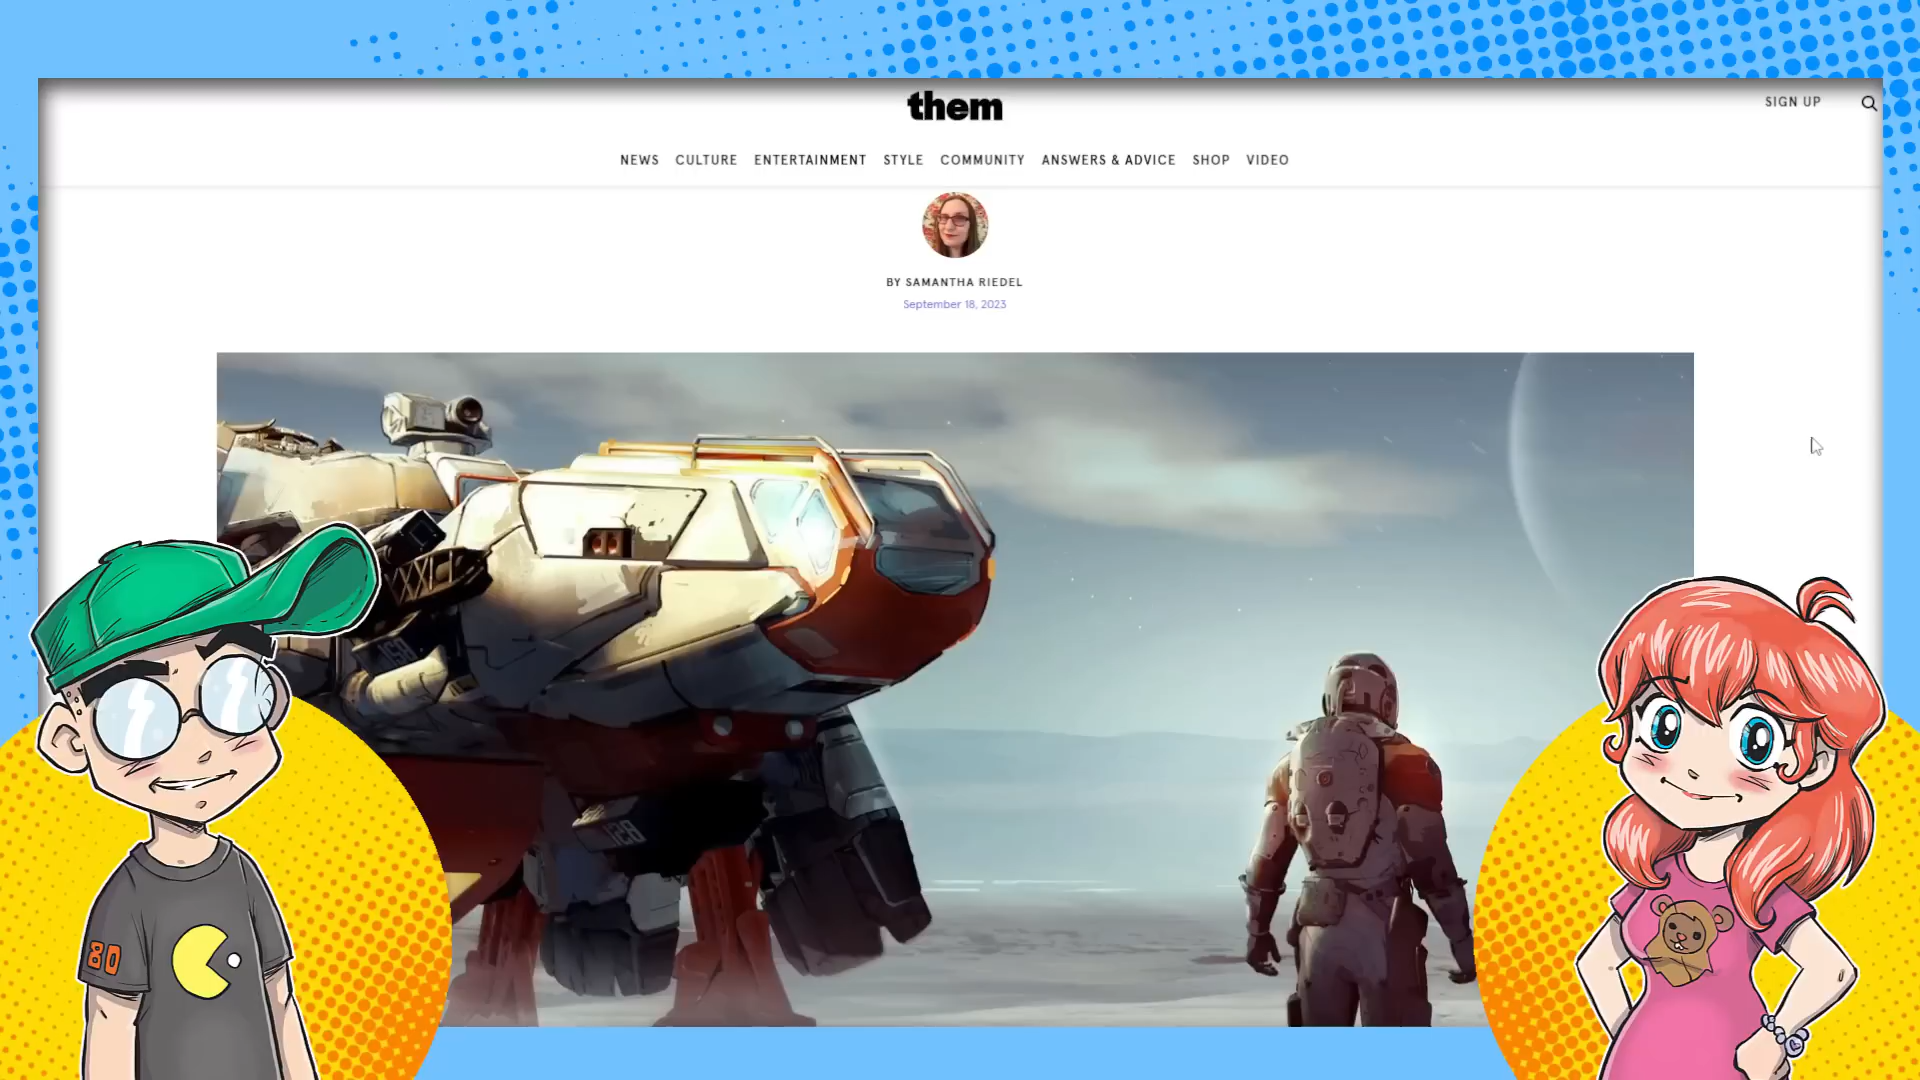 them
SIGN UP
NEWS CULTURE ENTERTAINMENT STYLE COMMUNITY ANSWERS & ADVICE SHOP VIDEO
BY SAMANTHA RIEDEL
September 18, 2023
128
80